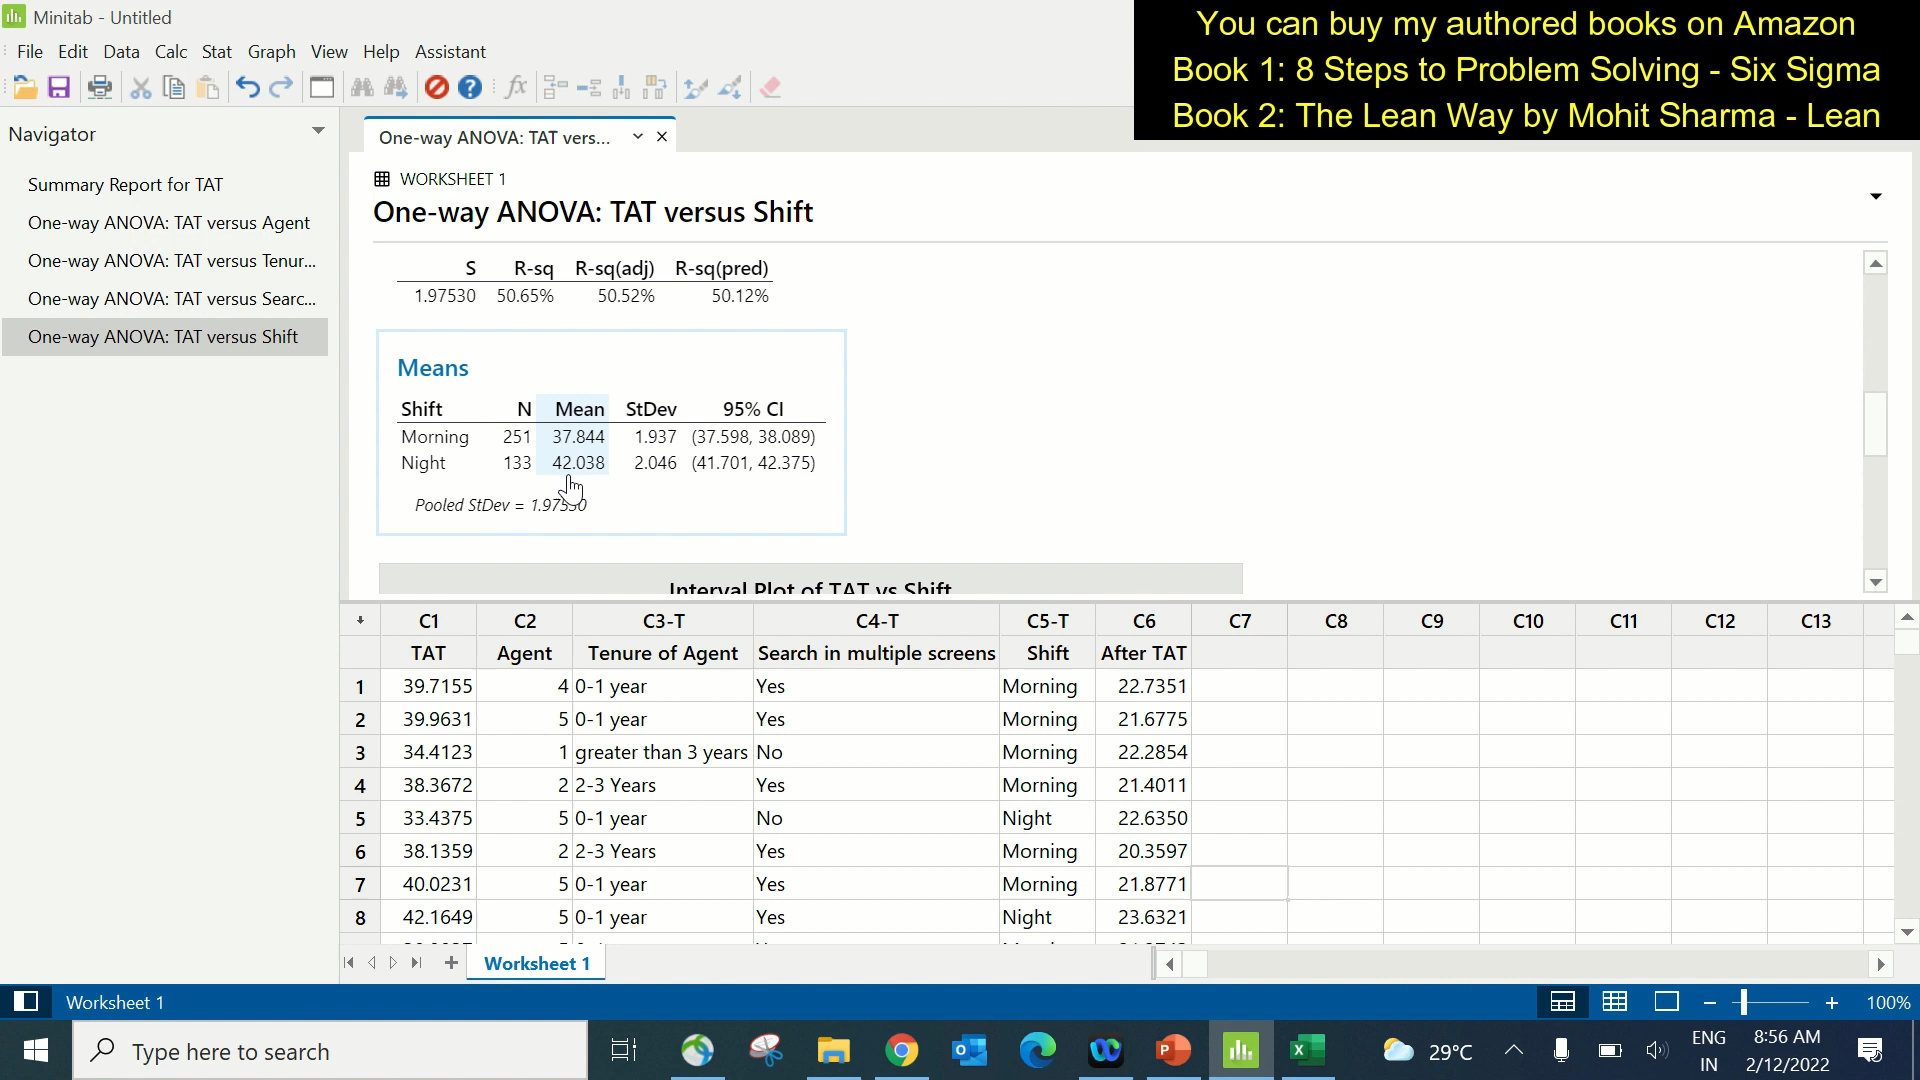 Minitab - Untitled
You can buy my authored books on Amazon
Book 1: 8 Steps to Problem Solving - Six Sigma
Book 2: The Lean Way by Mohit Sharma - Lean
File Edit Data Calc Stat Graph View Help Assistant
Navigator
Summary Report for TAT
One-way ANOVA: TAT versus Agent
One-way ANOVA: TAT versus Tenur...
One-way ANOVA: TAT versus Searc...
One-way ANOVA: TAT versus Shift
One-way ANOVA: TAT vers...
WORKSHEET 1
One-way ANOVA: TAT versus Shift
S R-sq R-sq(adj) R-sq(pred)
1.97530 50.65% 50.52% 50.12%
Means
Shift N Mean StDev 95% CI
Morning 251 37.844 1.937 (37.598, 38.089)
Night 133 42.038 2.046 (41.701, 42.375)
Pooled StDev = 1.97530
Interval Plot of TAT vs Shift
C1 C2 C3-T C4-T C5-T C6 C7 C8 C9 C10 C11 C12 C13
TAT Agent Tenure of Agent Search in multiple screens Shift After TAT
1 39.7155 4 0-1 year Yes Morning 22.7351
2 39.9631 5 0-1 year Yes Morning 21.6775
3 34.4123 1 greater than 3 years No Morning 22.2854
4 38.3672 2 2-3 Years Yes Morning 21.4011
5 33.4375 5 0-1 year No Night 22.6350
6 38.1359 2 2-3 Years Yes Morning 20.3597
7 40.0231 5 0-1 year Yes Morning 21.8771
8 42.1649 5 0-1 year Yes Night 23.6321
Worksheet 1
Worksheet 1
100%
Type here to search
29°C
ENG
IN
8:56 AM
2/12/2022